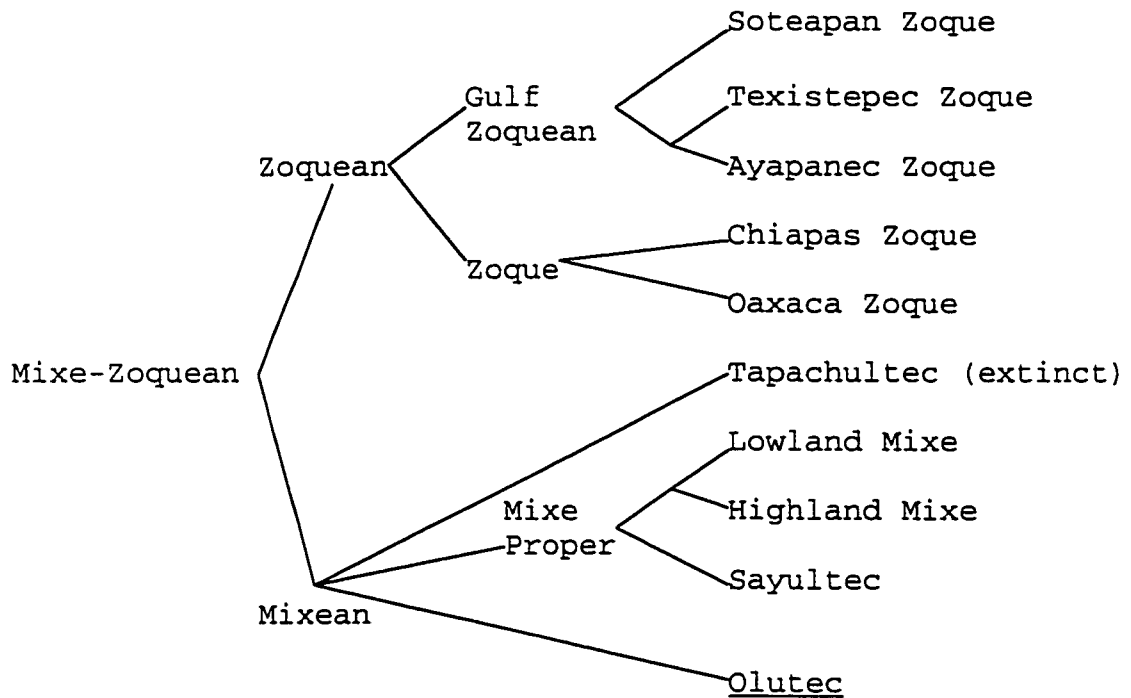 Soteapan Zoque
Gulf
Zoquean
Texistepec Zoque
Zoquean
Ayapanec Zoque
Chiapas Zoque
Zoque
Oaxaca Zoque
Mixe-Zoquean
Tapachultec (extinct)
Lowland Mixe
Mixe
Proper
Highland Mixe
Sayultec
Mixean
Olutec